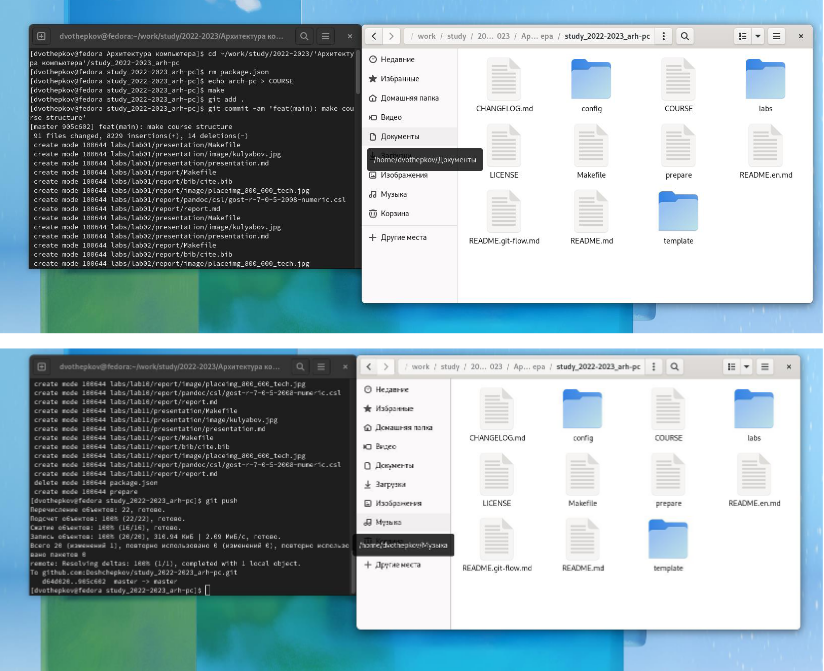 dvothepkov@fedora:~/work/study/2022-2023/Архитектура ко...
[dvothepkov@fedora Архитектура компьютера]$ cd ~/work/study/2022-2023/'Архитекту
ра компьютера'/study_2022-2023_arh-pc
[dvothepkov@fedora study_2022-2023_arh-pc]$ rm package.json
[dvothepkov@fedora study_2022-2023_arh-pc]$ echo arch-pc > COURSE
[dvothepkov@fedora study_2022-2023_arh-pc]$ make
[dvothepkov@fedora study_2022-2023_arh-pc]$ git add .
[dvothepkov@fedora study_2022-2023_arh-pc]$ git commit -am 'feat(main): make cou
rse structure'
[master 905c602] feat(main): make course structure
91 files changed, 8229 insertions(+), 14 deletions(-)
create mode 100644 labs/lab01/presentation/Makefile
create mode 100644 labs/lab01/presentation/image/kulyabov.jpg
create mode 100644 labs/lab01/presentation/presentation.md
create mode 100644 labs/lab01/report/Makefile
create mode 100644 labs/lab01/report/bib/cite.bib
create mode 100644 labs/lab01/report/image/placeimg_800_600_tech.jpg
create mode 100644 labs/lab01/report/pandoc/csl/gost-r-7-0-5-2008-numeric.csl
create mode 100644 labs/lab01/report/report.md
create mode 100644 labs/lab02/presentation/Makefile
create mode 100644 labs/lab02/presentation/image/kulyabov.jpg
create mode 100644 labs/lab02/presentation/presentation.md
create mode 100644 labs/lab02/report/Makefile
create mode 100644 labs/lab02/report/bib/cite.bib
create mode 100644 labs/lab02/report/image/placeimg_800_600_tech.jpg
/ work / study / 20... 023 / Ар... ера / study_2022-2023_arh-pc
Недавние
Избранные
Домашняя папка
Видео
Документы
/home/dvothepkov/Документы
Изображения
Музыка
Корзина
Другие места
CHANGELOG.md config COURSE labs
LICENSE Makefile prepare README.en.md
README.git-flow.md README.md template
dvothepkov@fedora:~/work/study/2022-2023/Архитектура ко...
create mode 100644 labs/lab10/report/image/placeimg_800_600_tech.jpg
create mode 100644 labs/lab10/report/pandoc/csl/gost-r-7-0-5-2008-numeric.csl
create mode 100644 labs/lab10/report/report.md
create mode 100644 labs/lab11/presentation/Makefile
create mode 100644 labs/lab11/presentation/image/kulyabov.jpg
create mode 100644 labs/lab11/presentation/presentation.md
create mode 100644 labs/lab11/report/Makefile
create mode 100644 labs/lab11/report/bib/cite.bib
create mode 100644 labs/lab11/report/image/placeimg_800_600_tech.jpg
create mode 100644 labs/lab11/report/pandoc/csl/gost-r-7-0-5-2008-numeric.csl
create mode 100644 labs/lab11/report/report.md
delete mode 100644 package.json
create mode 100644 prepare
[dvothepkov@fedora study_2022-2023_arh-pc]$ git push
Перечисление объектов: 22, готово.
Подсчет объектов: 100% (22/22), готово.
Сжатие объектов: 100% (16/16), готово.
Запись объектов: 100% (20/20), 310.94 КиБ | 2.09 МиБ/с, готово.
Всего 20 (изменений 1), повторно использовано 0 (изменений 0), повторно использо
вано пакетов 0
remote: Resolving deltas: 100% (1/1), completed with 1 local object.
To github.com:Doshchepkov/study_2022-2023_arh-pc.git
d64d020..905c602 master -> master
[dvothepkov@fedora study_2022-2023_arh-pc]$
/ work / study / 20... 023 / Ар... ера / study_2022-2023_arh-pc
Недавние
Избранные
Домашняя папка
Видео
Документы
Загрузки
Изображения
Музыка
/home/dvothepkov/Музыка
Другие места
CHANGELOG.md config COURSE labs
LICENSE Makefile prepare README.en.md
README.git-flow.md README.md template